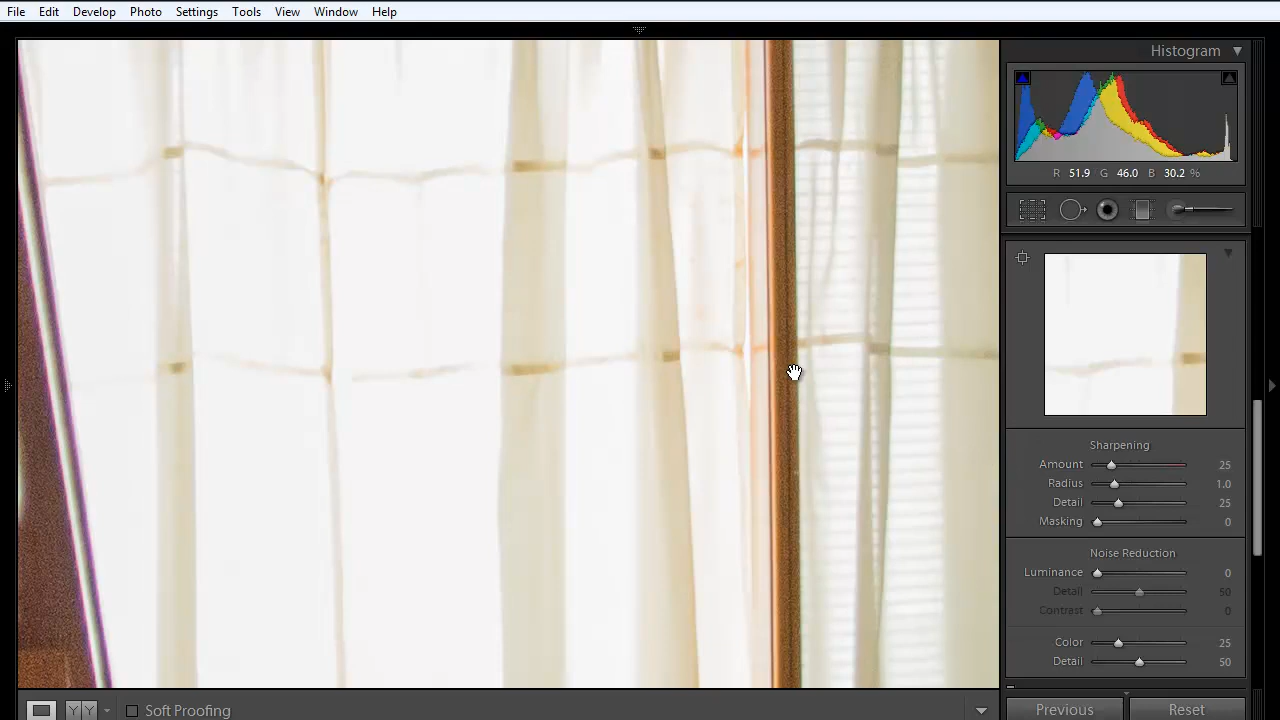 File Edit Develop Photo Settings Tools View Window Help
Histogram
R 51.9 G 46.0 B 30.2 %
Sharpening
Amount 25
Radius 1.0
Detail 25
Masking 0
Noise Reduction
Luminance 0
Detail 50
Contrast 0
Color 25
Detail 50
Y Y Soft Proofing Previous Reset